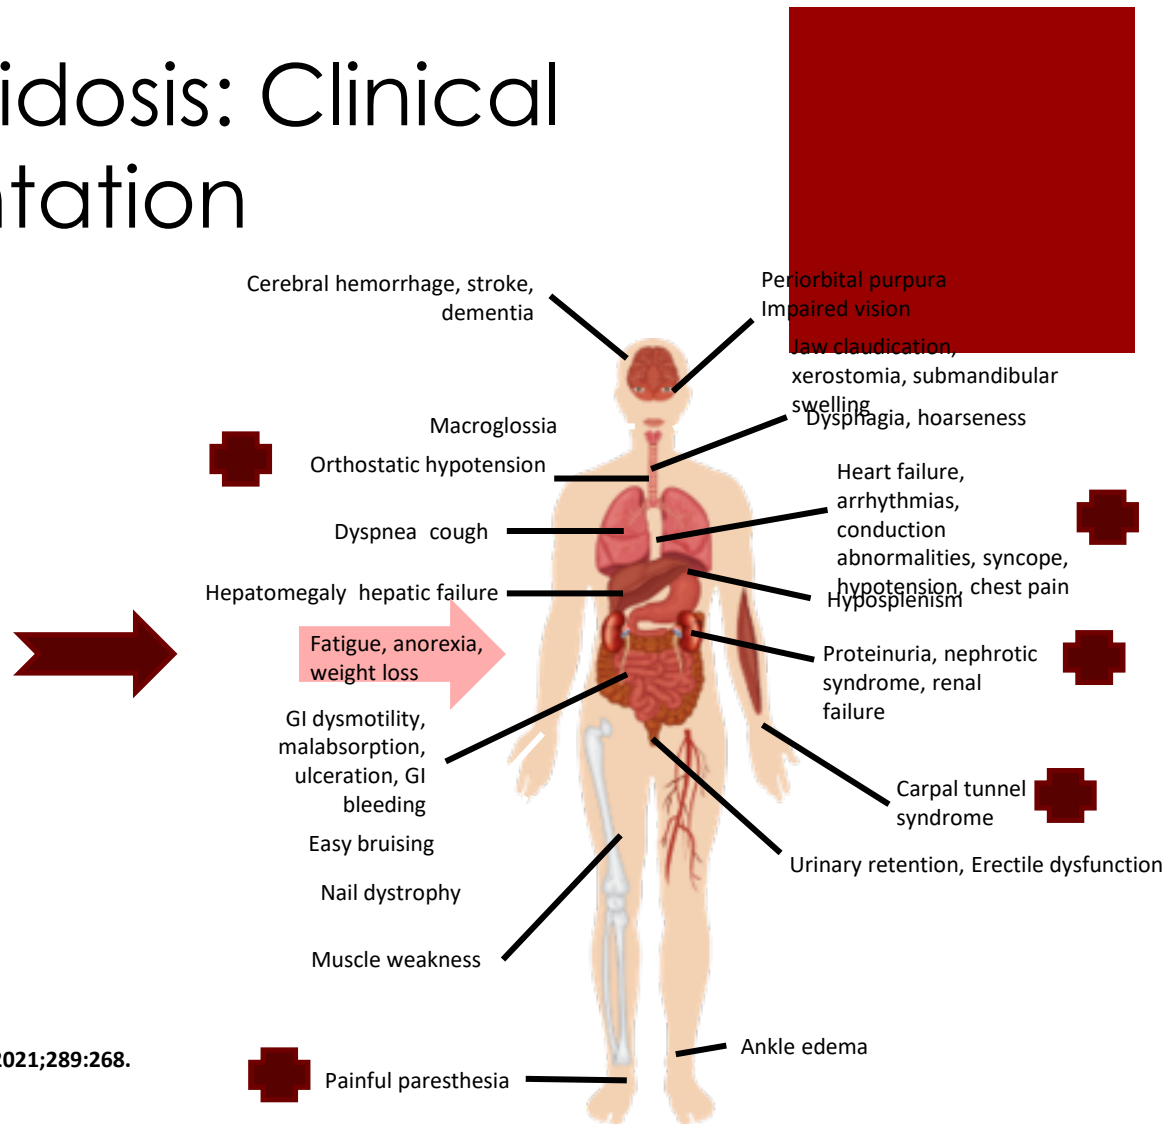 idosis: Clinical
ntation
Cerebral hemorrhage, stroke,
dementia
Periorbital purpura
Impaired vision
Jaw claudication,
xerostomia, submandibular
swelling
Dysphagia, hoarseness
Macroglossia
Orthostatic hypotension
Heart failure,
arrhythmias,
conduction
abnormalities, syncope,
hypotension, chest pain
Dyspnea cough
Hyposplenism
Hepatomegaly hepatic failure
Fatigue, anorexia,
weight loss
Proteinuria, nephrotic
syndrome, renal
failure
GI dysmotility,
malabsorption,
ulceration, GI
bleeding
Carpal tunnel
syndrome
Easy bruising
Urinary retention, Erectile dysfunction
Nail dystrophy
Muscle weakness
Ankle edema
2021;289:268.
Painful paresthesia